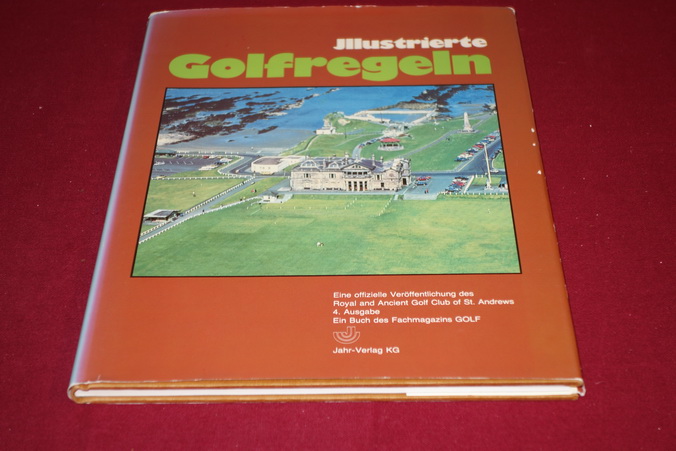 Jllustrierte
Golfregeln
Eine offizielle Veröffentlichung des
Royal and Ancient Golf Club of St. Andrews
4. Ausgabe
Ein Buch des Fachmagazins GOLF
Jahr-Verlag KG